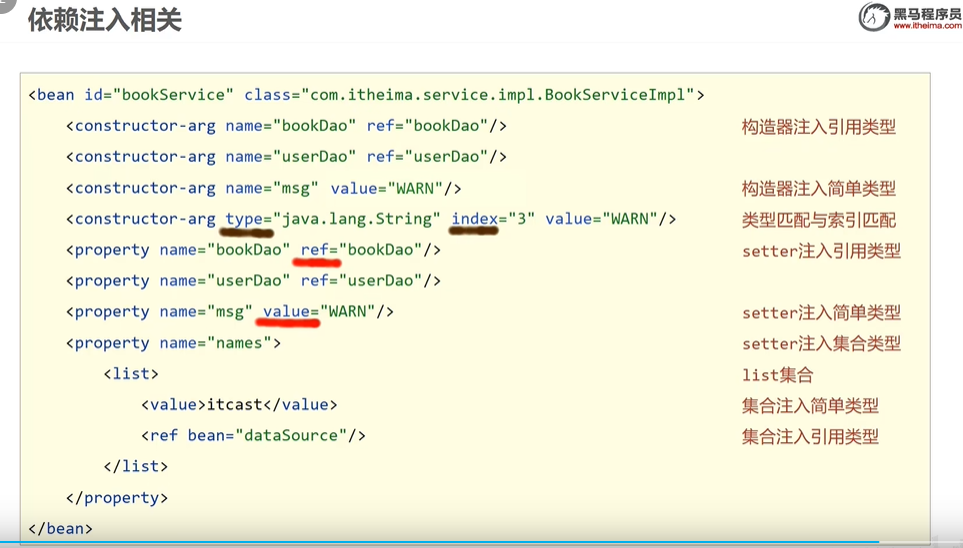 依赖注入相关
黑马程序员
www.itheima.com
<bean id="bookService" class="com.itheima.service.impl.BookServiceImpl">
<constructor-arg name="bookDao" ref="bookDao"/> 构造器注入引用类型
<constructor-arg name="userDao" ref="userDao"/>
<constructor-arg name="msg" value="WARN"/> 构造器注入简单类型
<constructor-arg type="java.lang.String" index="3" value="WARN"/> 类型匹配与索引匹配
<property name="bookDao" ref="bookDao"/> setter注入引用类型
<property name="userDao" ref="userDao"/>
<property name="msg" value="WARN"/> setter注入简单类型
<property name="names"> setter注入集合类型
<list> list集合
<value>itcast</value> 集合注入简单类型
<ref bean="dataSource"/> 集合注入引用类型
</list>
</property>
</bean>